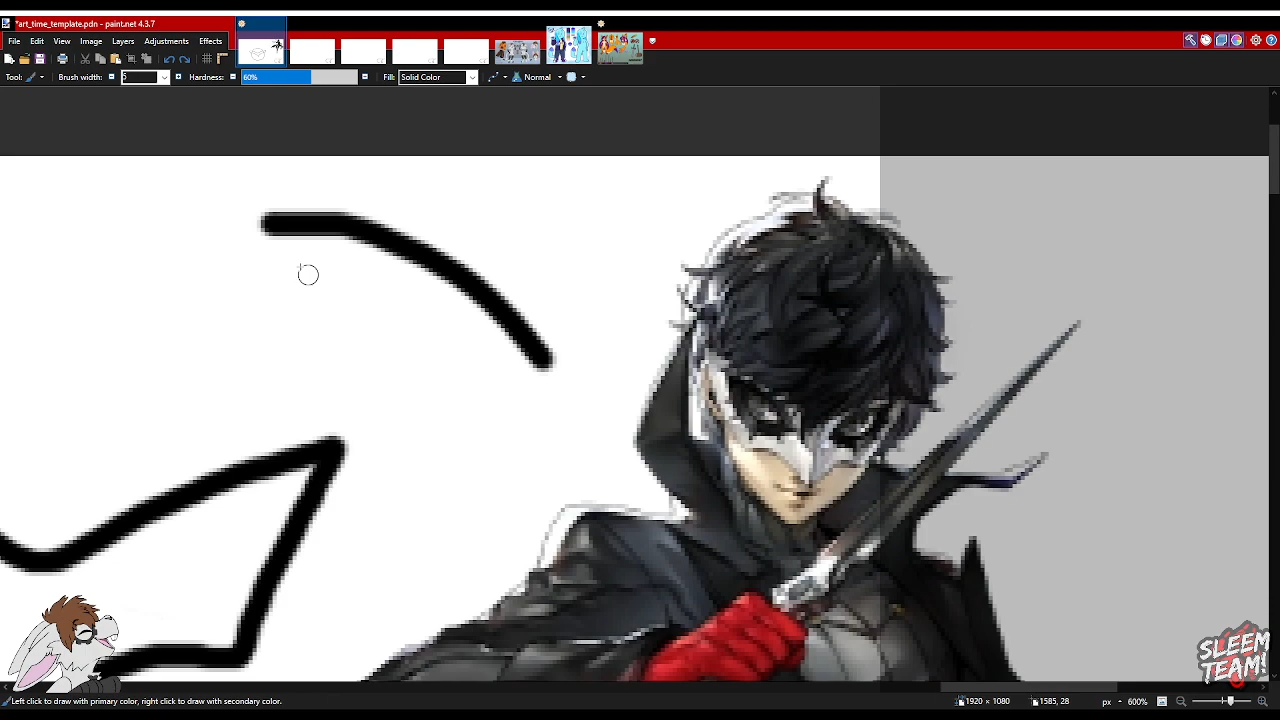 *art_time_template.pdn - paint.net 4.3.7
File Edit View Image Layers Adjustments Effects
Tool: Brush width: 5 Hardness: 60% Fill: Solid Color Normal
SLEEM
TEAM!
Left click to draw with primary color, right click to draw with secondary color. 1920 × 1080 1585, 28 px 600%